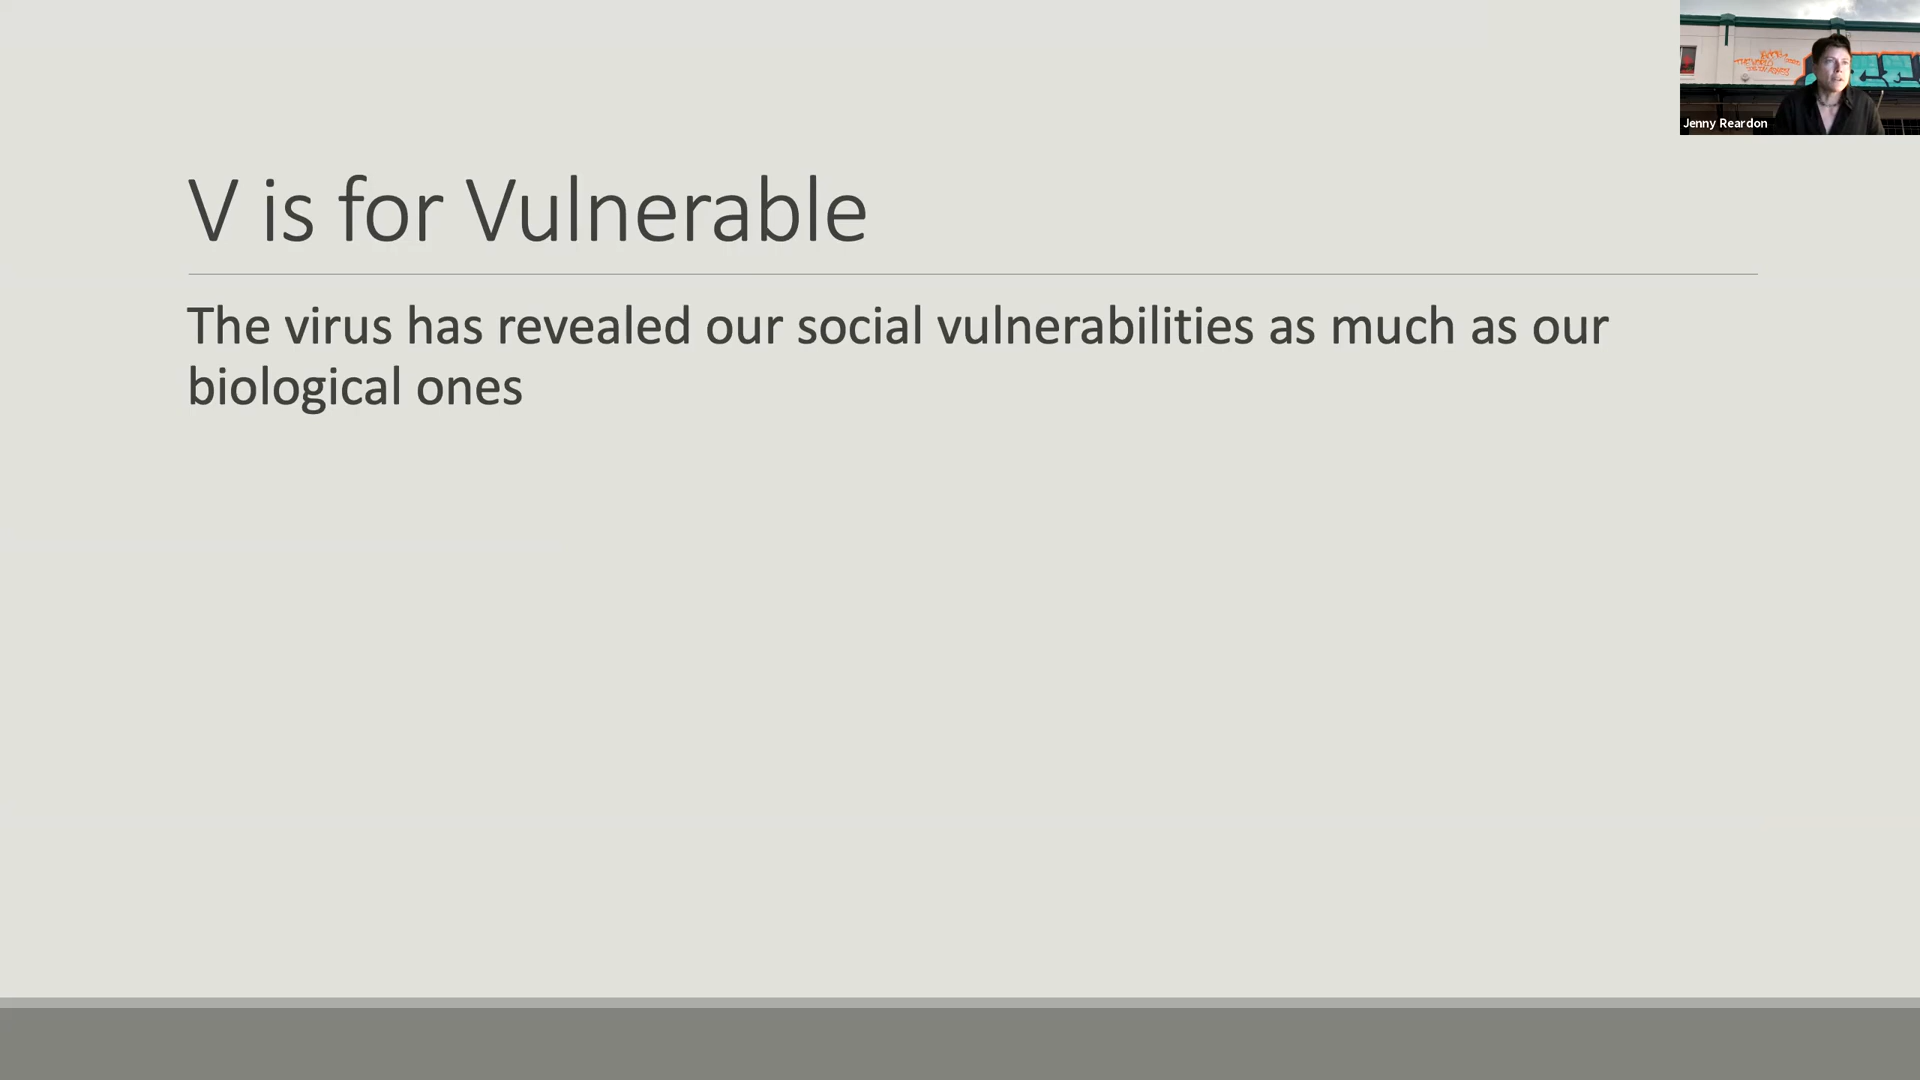 Jenny Reardon
V is for Vulnerable
The virus has revealed our social vulnerabilities as much as our
biological ones